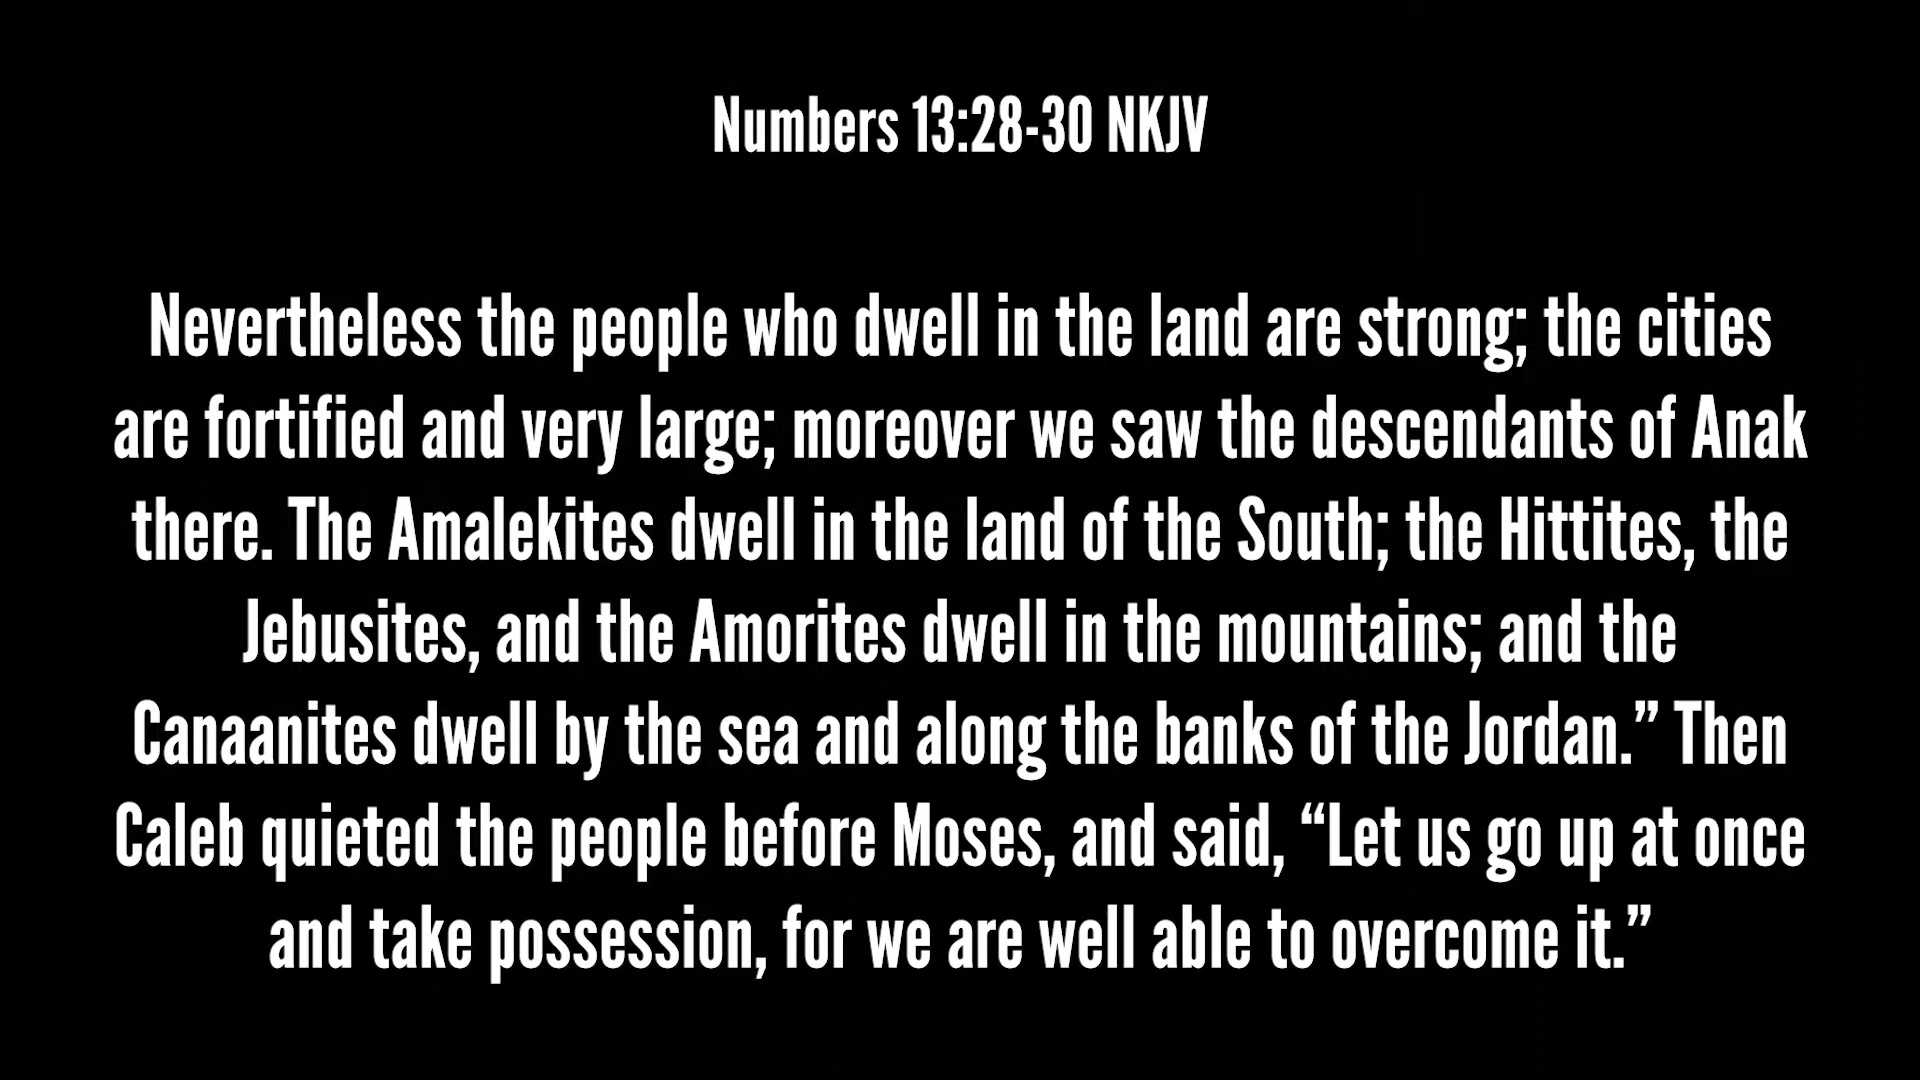 Numbers 13:28-30 NKJV
Nevertheless the people who dwell in the land are strong; the cities
are fortified and very large; moreover we saw the descendants of Anak
there. The Amalekites dwell in the land of the South; the Hittites, the
Jebusites, and the Amorites dwell in the mountains; and the
Canaanites dwell by the sea and along the banks of the Jordan.” Then
Caleb quieted the people before Moses, and said, “Let us go up at once
and take possession, for we are well able to overcome it.”